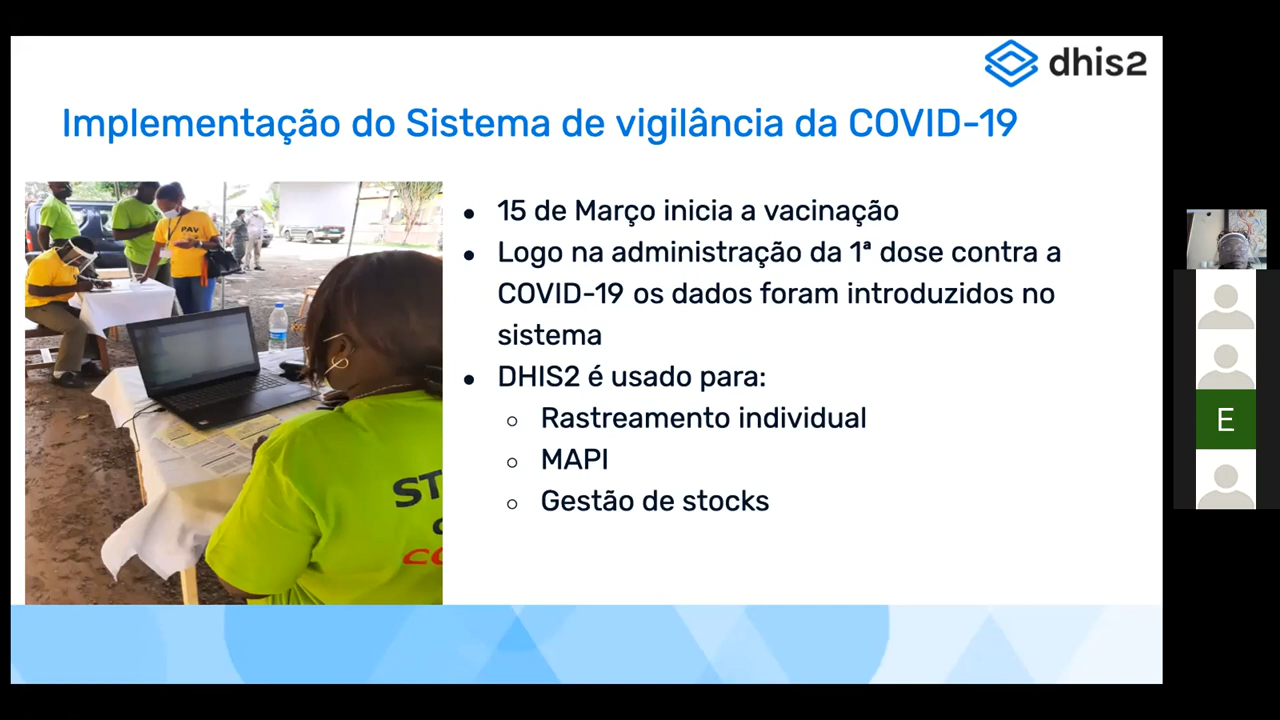 dhis2
Implementação do Sistema de vigilância da COVID-19
15 de Março inicia a vacinação
Logo na administração da 1ª dose contra a
COVID-19 os dados foram introduzidos no
sistema
DHIS2 é usado para:
Rastreamento individual
MAPI
Gestão de stocks
PAV
E